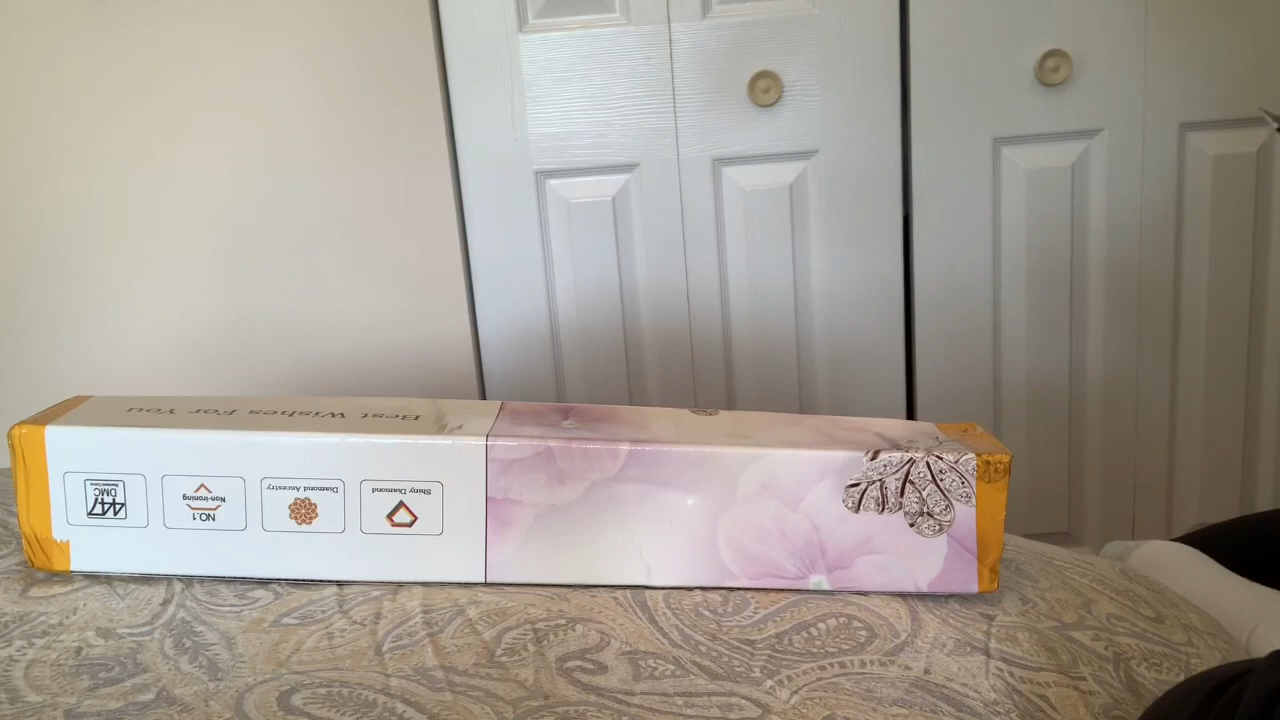 Best Wishes For You
Shiny Diamond
Diamond Ancestry
NO.1
Non-ironing
447
DMC